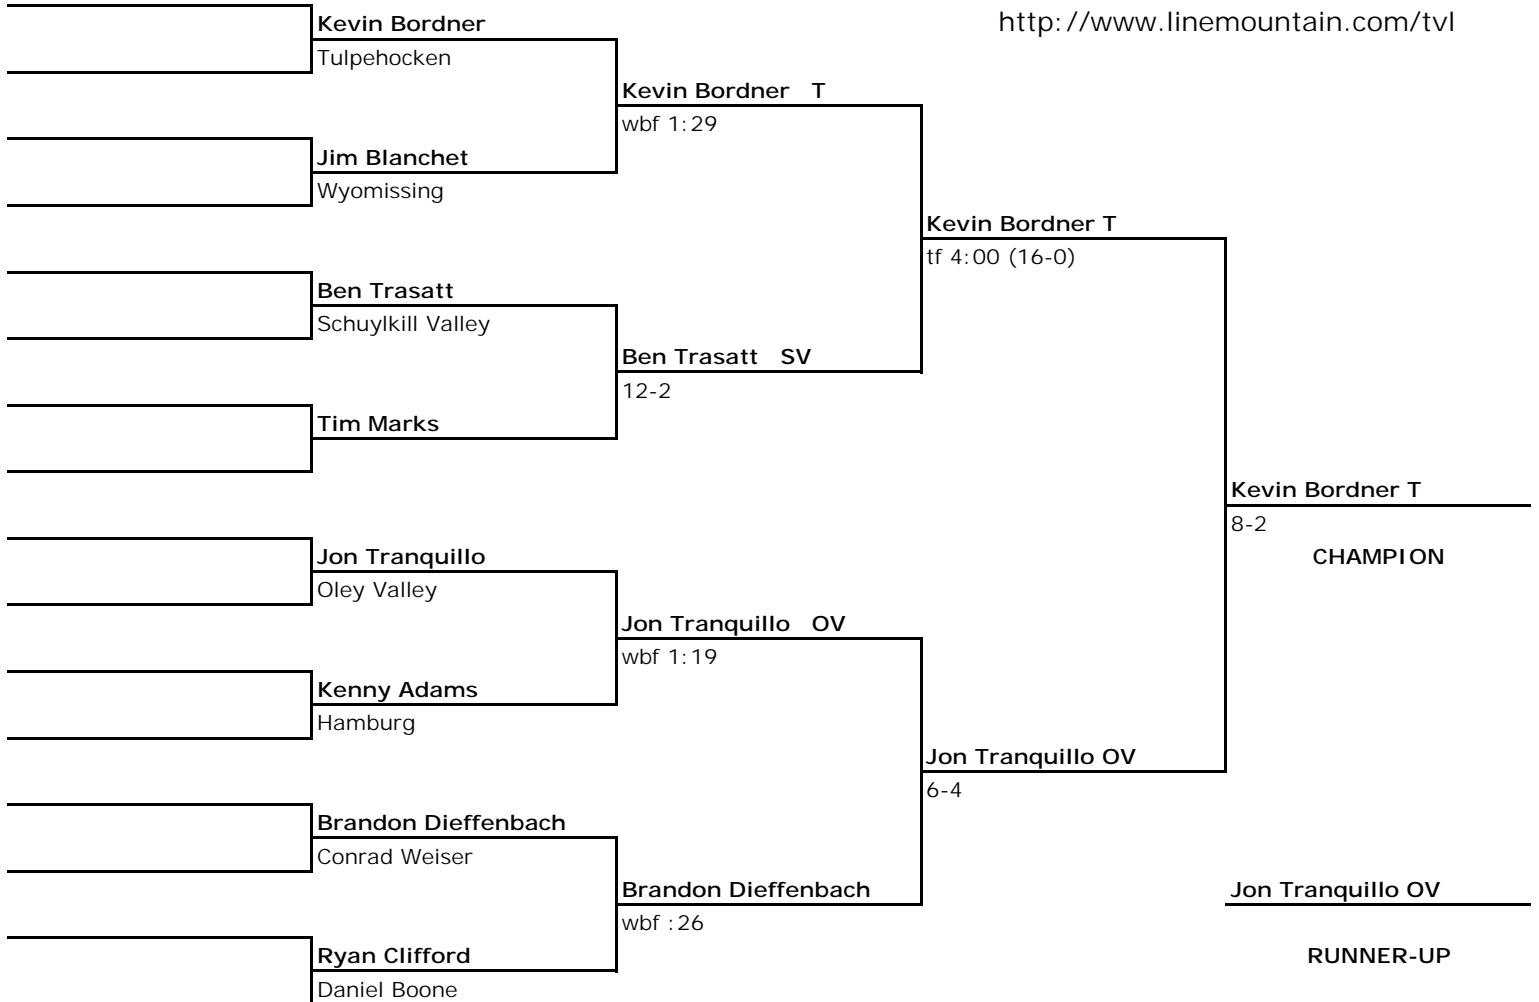 http://www.linemountain.com/tvl
Kevin Bordner
Tulpehocken
Kevin Bordner T
wbf 1:29
Jim Blanchet
Wyomissing
Kevin Bordner T
tf 4:00 (16-0)
Ben Trasatt
Schuylkill Valley
Ben Trasatt SV
12-2
Tim Marks
Kevin Bordner T
8-2
CHAMPION
Jon Tranquillo
Oley Valley
Jon Tranquillo OV
wbf 1:19
Kenny Adams
Hamburg
Jon Tranquillo OV
6-4
Brandon Dieffenbach
Conrad Weiser
Brandon Dieffenbach
wbf :26
Jon Tranquillo OV
RUNNER-UP
Ryan Clifford
Daniel Boone